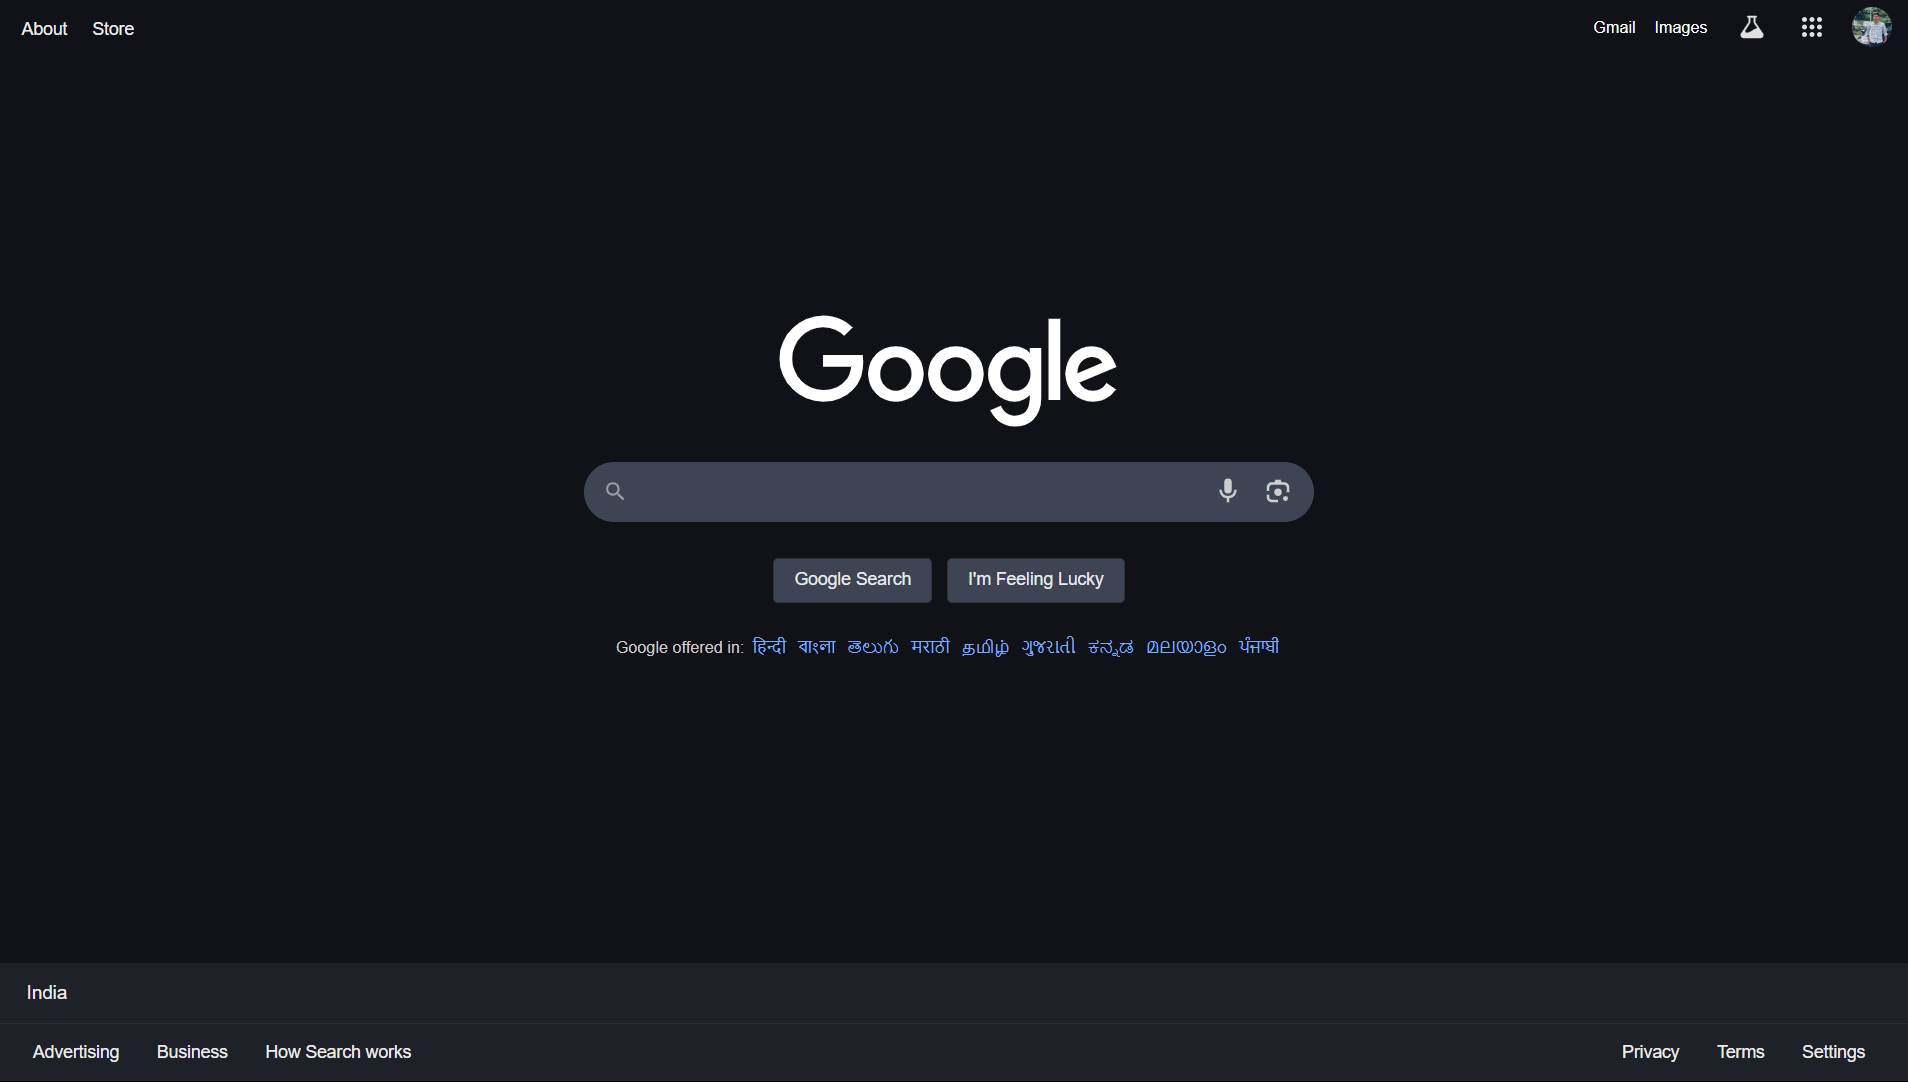 About Store
Gmail Images
Google
Google Search I'm Feeling Lucky
Google offered in: हिन्दी বাংলা తెలుగు मराठी தமிழ் ગુજરાતી ಕನ್ನಡ മലയാളം ਪੰਜਾਬੀ
India
Advertising Business How Search works
Privacy Terms Settings